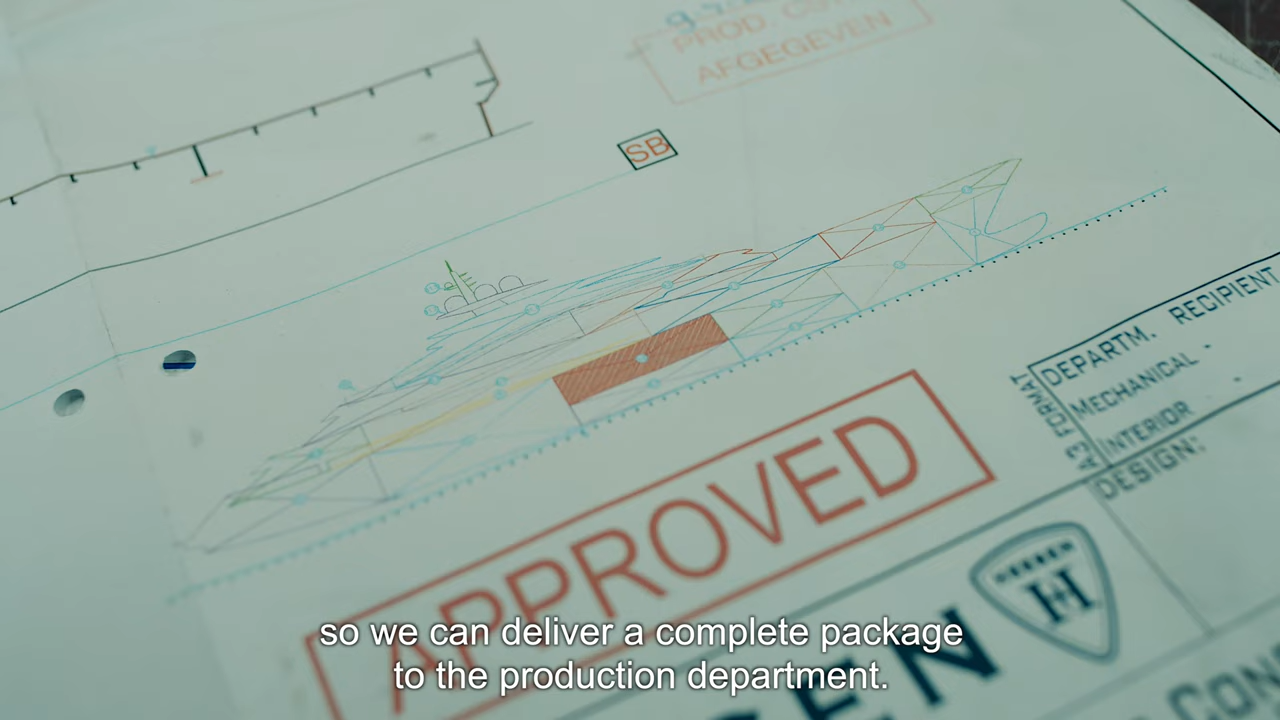 PROD
AFGEGEVEN
SB
DEPARTM. RECIPIENT
MECHANICAL -
INTERIOR -
A3 FORMAT
DESIGN:
APPROVED
so we can deliver a complete package
to the production department.